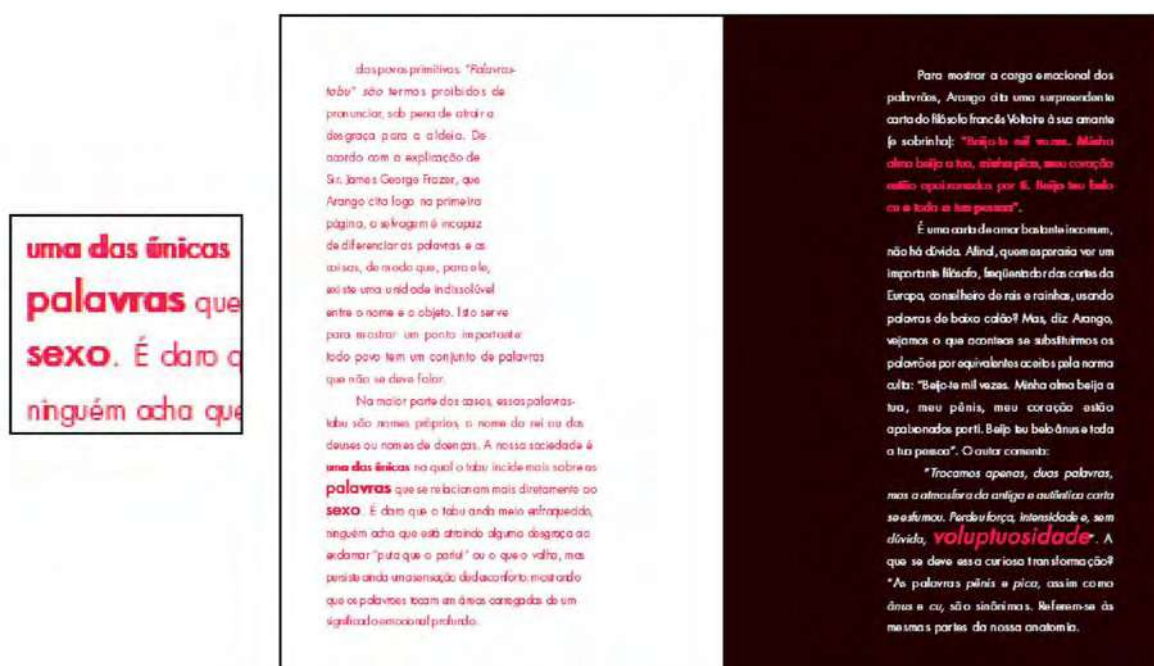 uma das únicas
palavras que
sexo. É claro q
ninguém acha que
dos povos primitivos. "Palavras-
tabu" são termos proibidos de
pronunciar, sob pena de atrair a
desgraça para a aldeia. De
acordo com a explicação de
Sir. James George Frazer, que
Arango cita logo na primeira
página, o selvagem é incapaz
de diferenciar as palavras e as
coisas, de modo que, para ele,
existe uma unidade indissolúvel
entre o nome e o objeto. Isto serve
para mostrar um ponto importante:
todo povo tem um conjunto de palavras
que não se deve falar.
Na maior parte dos casos, essas palavras-
tabu são nomes próprios, o nome do rei ou dos
deuses ou nomes de doenças. A nossa sociedade é
uma das únicas na qual o tabu incide mais sobre as
palavras que se relacionam mais diretamente ao
sexo. É claro que o tabu anda meio enfraquecido,
ninguém acha que está atraindo alguma desgraça ao
exclamar "puta que o pariu!" ou o que o valha, mas
persiste ainda uma sensação de desconforto, mostrando
que os palavrões tocam em áreas carregadas de um
significado emocional profundo.
Para mostrar a carga emocional dos
palavrões, Arango cita uma surpreendente
carta do filósofo francês Voltaire à sua amante
(e sobrinha): "Beijo-te mil vezes. Minha
alma beija a tua, minha pica, meu coração
estão apaixonados por ti. Beijo teu belo
cu e toda a tua pessoa".
É uma carta de amor bastante incomum,
não há dúvida. Afinal, quem esperaria ver um
importante filósofo, freqüentador das cortes da
Europa, conselheiro de reis e rainhas, usando
palavras de baixo calão? Mas, diz Arango,
vejamos o que acontece se substituirmos os
palavrões por equivalentes aceitos pela norma
culta: "Beijo-te mil vezes. Minha alma beija a
tua, meu pênis, meu coração estão
apaixonados por ti. Beijo teu belo ânus e toda
a tua pessoa". O autor comenta:
"Trocamos apenas, duas palavras,
mas a atmosfera da antiga e autêntica carta
se esfumou. Perdeu força, intensidade e, sem
dúvida, voluptuosidade". A
que se deve essa curiosa transformação?
"As palavras pênis e pica, assim como
ânus e cu, são sinônimas. Referem-se às
mesmas partes da nossa anatomia.